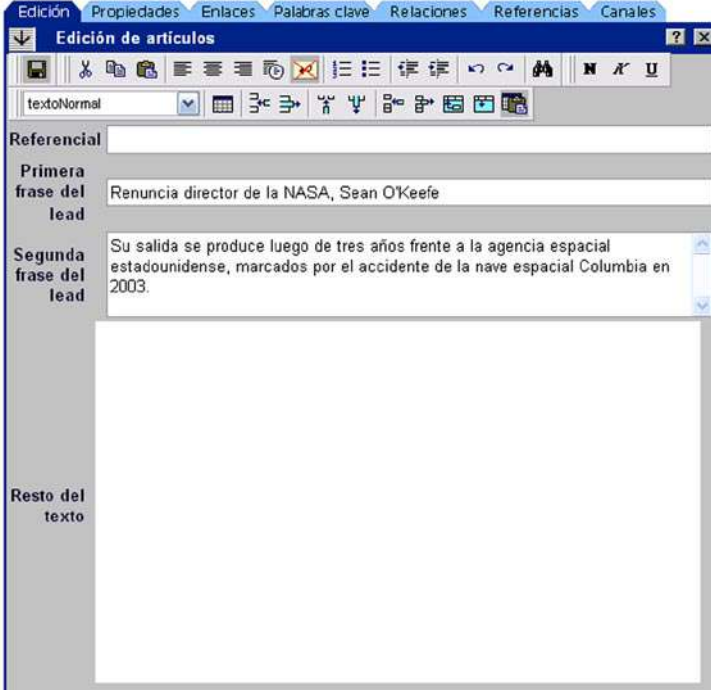 Edición Propiedades Enlaces Palabras clave Relaciones Referencias Canales
Edición de artículos
N K U
textoNormal
Referencial
Primera
frase del
lead
Renuncia director de la NASA, Sean O'Keefe
Segunda
frase del
lead
Su salida se produce luego de tres años frente a la agencia espacial
estadounidense, marcados por el accidente de la nave espacial Columbia en
2003.
Resto del
texto